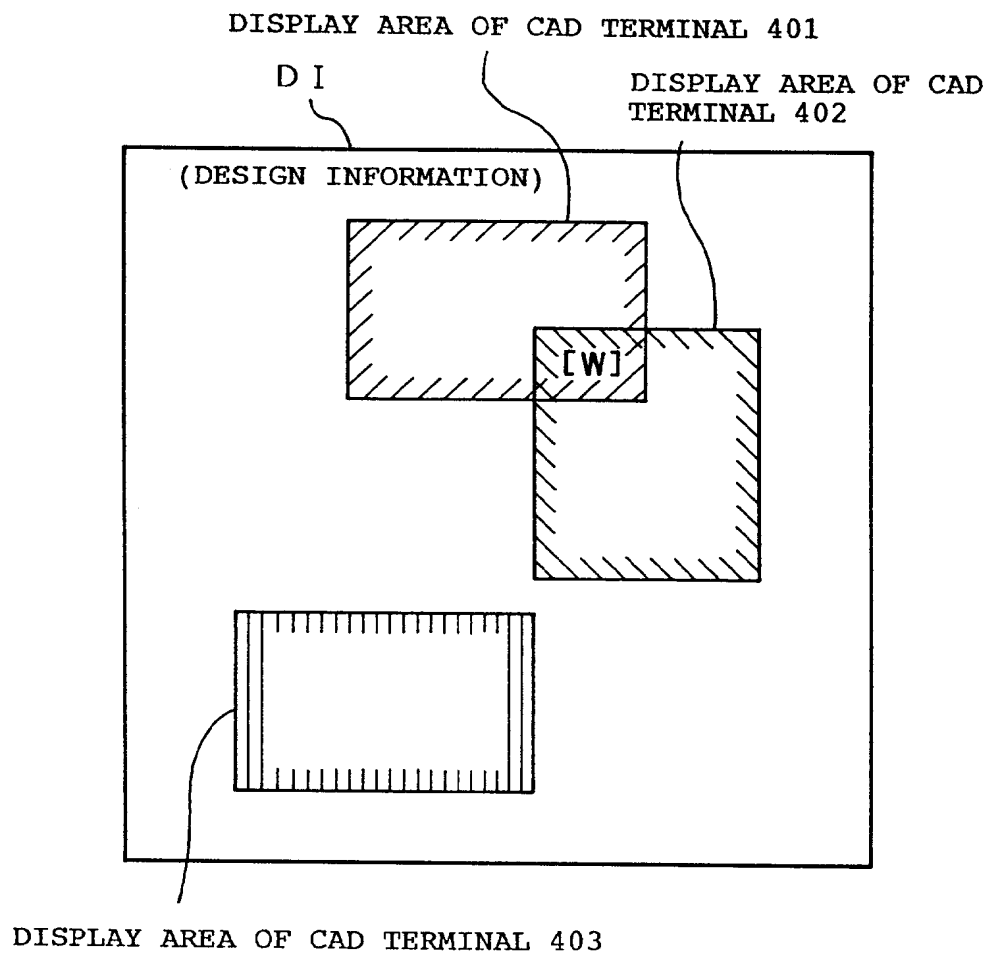 DISPLAY AREA OF CAD TERMINAL 401
DI
DISPLAY AREA OF CAD
TERMINAL 402
(DESIGN INFORMATION)
[W]
DISPLAY AREA OF CAD TERMINAL 403